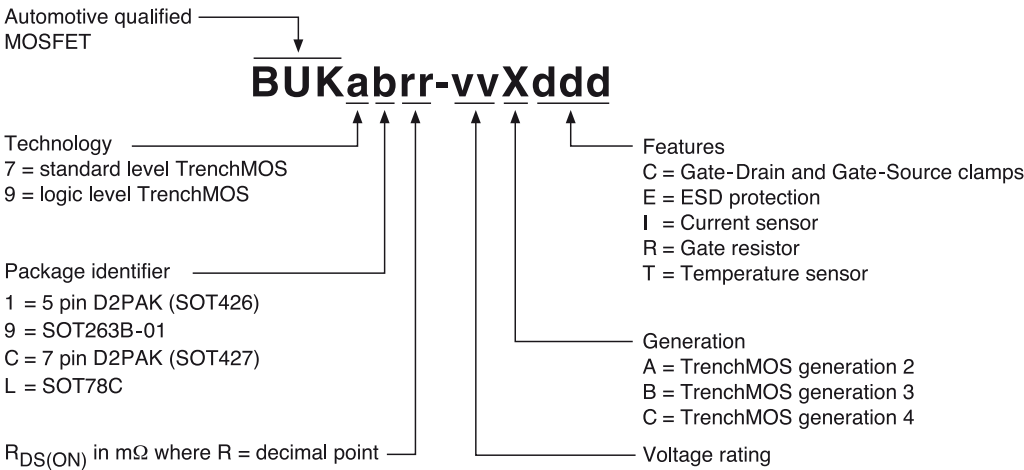 Automotive qualified
MOSFET
BUKabrr-vvXddd
Technology
7 = standard level TrenchMOS
9 = logic level TrenchMOS
Package identifier
1 = 5 pin D2PAK (SOT426)
9 = SOT263B-01
C = 7 pin D2PAK (SOT427)
L = SOT78C
RDS(ON) in mΩ where R = decimal point
Features
C = Gate-Drain and Gate-Source clamps
E = ESD protection
I = Current sensor
R = Gate resistor
T = Temperature sensor
Generation
A = TrenchMOS generation 2
B = TrenchMOS generation 3
C = TrenchMOS generation 4
Voltage rating